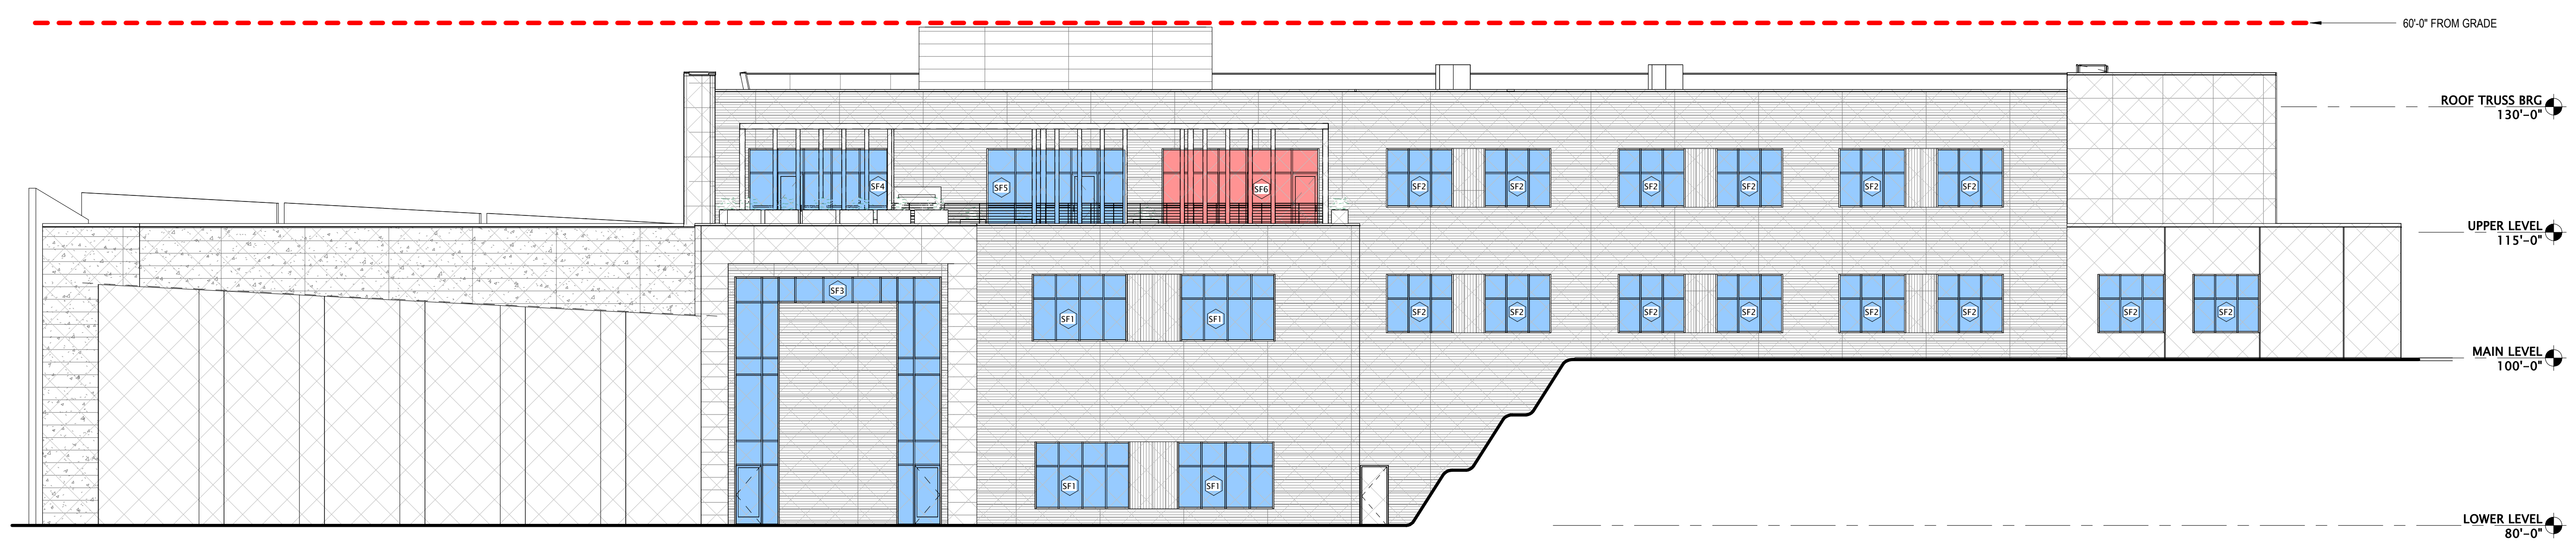 60'-0" FROM GRADE
ROOF TRUSS BRG
130'-0"
SF4
SF5
SF6
SF2
SF2
SF2
SF2
SF2
SF2
UPPER LEVEL
115'-0"
SF3
SF1
SF1
SF2
SF2
SF2
SF2
SF2
SF2
SF2
SF2
MAIN LEVEL
100'-0"
SF1
SF1
LOWER LEVEL
80'-0"